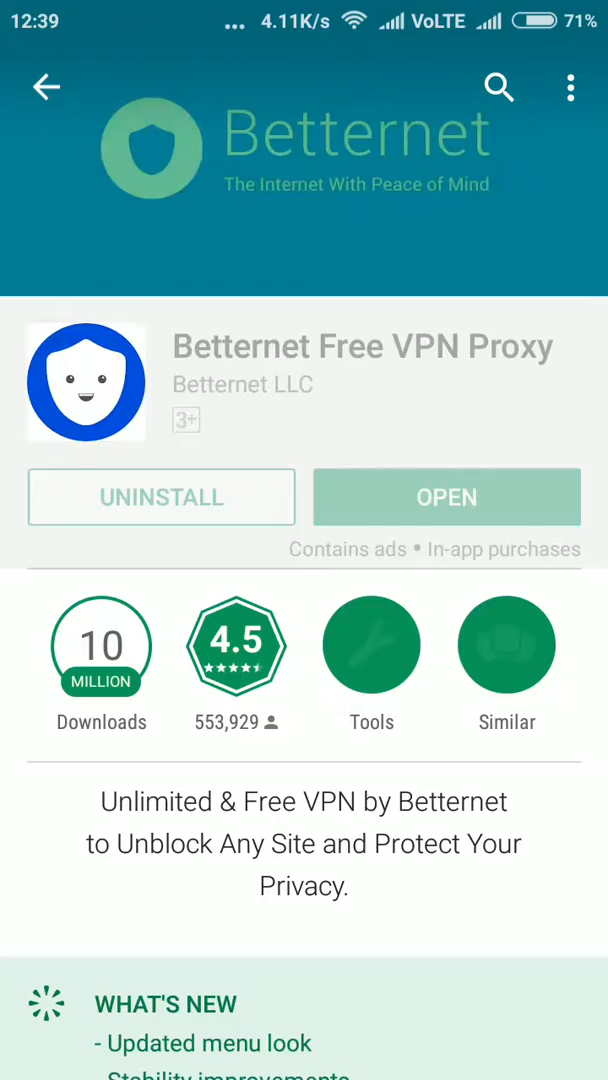 12:39 ... 4.11K/s VoLTE 71%
Betternet
The Internet With Peace of Mind
Betternet Free VPN Proxy
Betternet LLC
3+
UNINSTALL OPEN
Contains ads • In-app purchases
10 4.5
MILLION
Downloads 553,929 Tools Similar
Unlimited & Free VPN by Betternet
to Unblock Any Site and Protect Your
Privacy.
WHAT'S NEW
- Updated menu look
Stability improvements